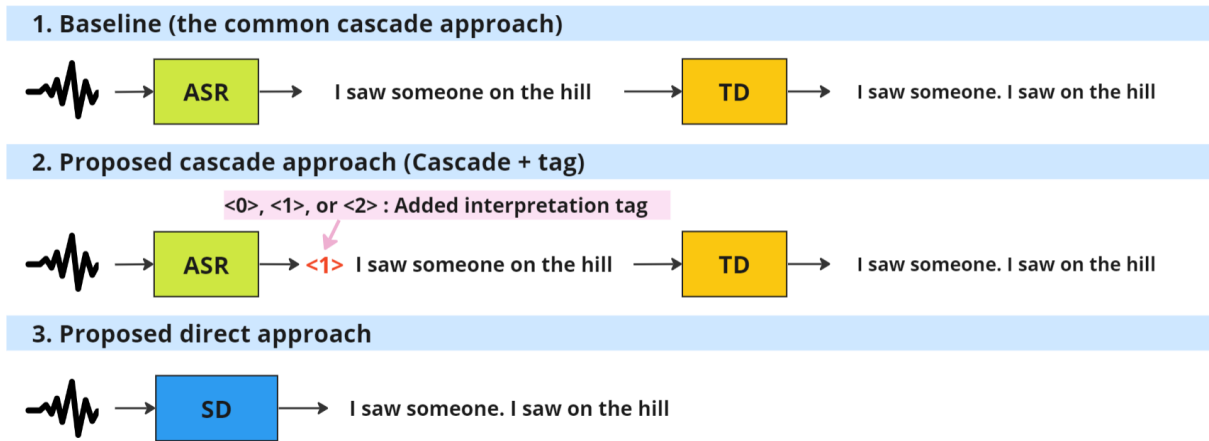 1. Baseline (the common cascade approach)
ASR I saw someone on the hill TD I saw someone. I saw on the hill
2. Proposed cascade approach (Cascade + tag)
<0>, <1>, or <2> : Added interpretation tag
ASR <1> I saw someone on the hill TD I saw someone. I saw on the hill
3. Proposed direct approach
SD I saw someone. I saw on the hill